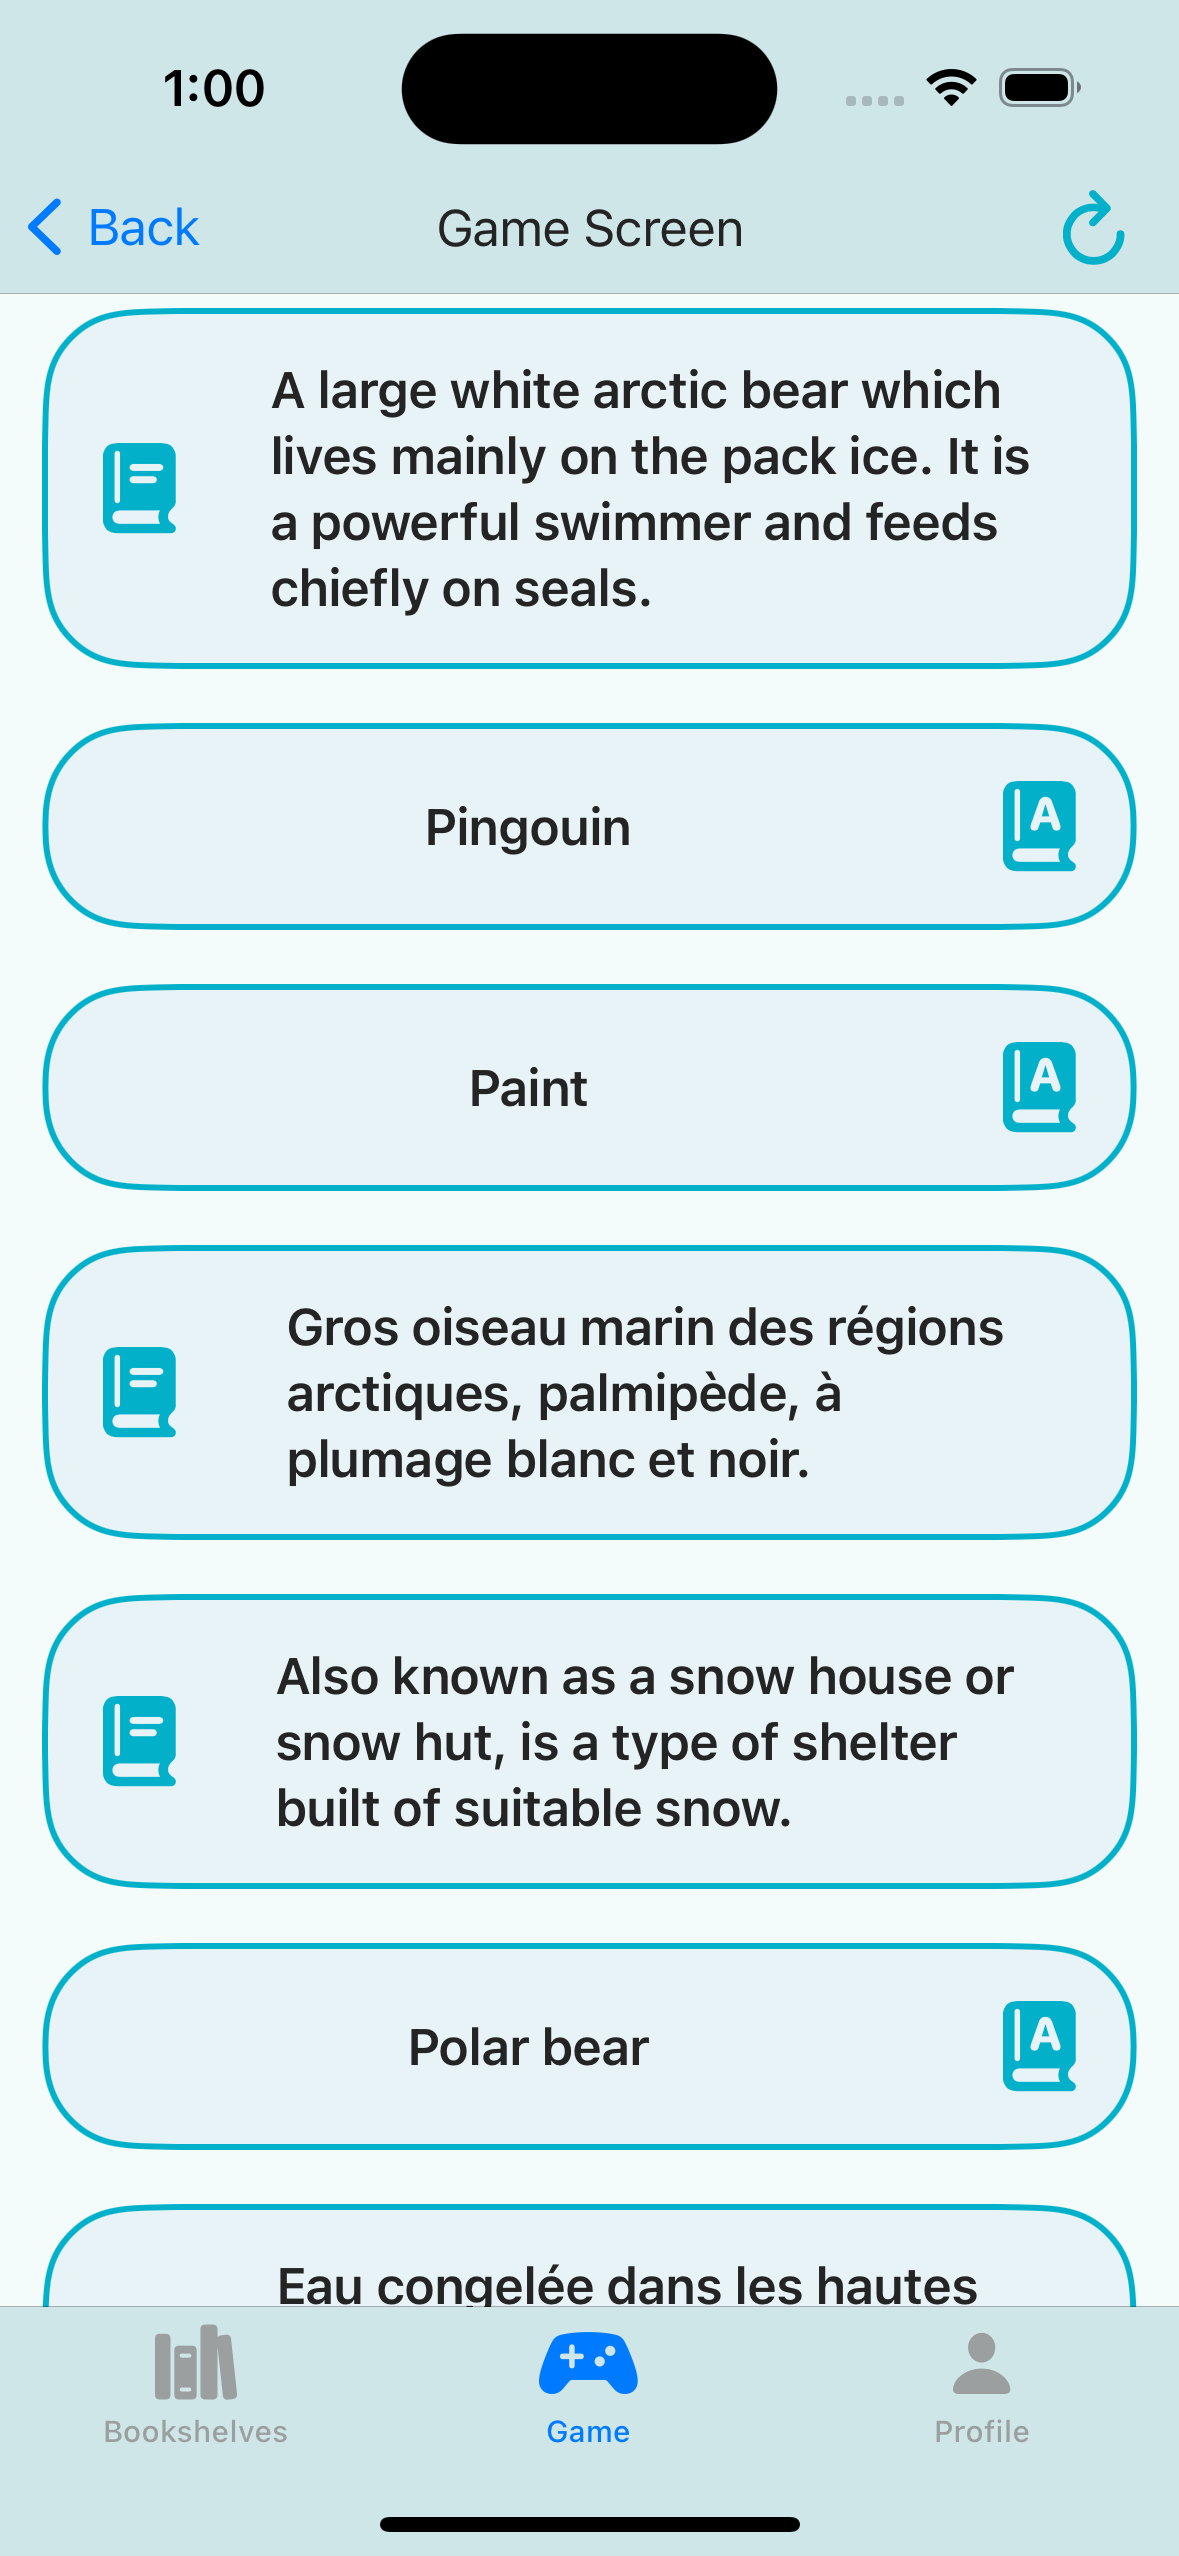 1:00
Back
Game Screen
A large white arctic bear which
lives mainly on the pack ice. It is
a powerful swimmer and feeds
chiefly on seals.
Pingouin
A
Paint
A
Gros oiseau marin des régions
arctiques, palmipède, à
plumage blanc et noir.
Also known as a snow house or
snow hut, is a type of shelter
built of suitable snow.
Polar bear
A
Eau congelée dans les hautes
Bookshelves
Game
Profile